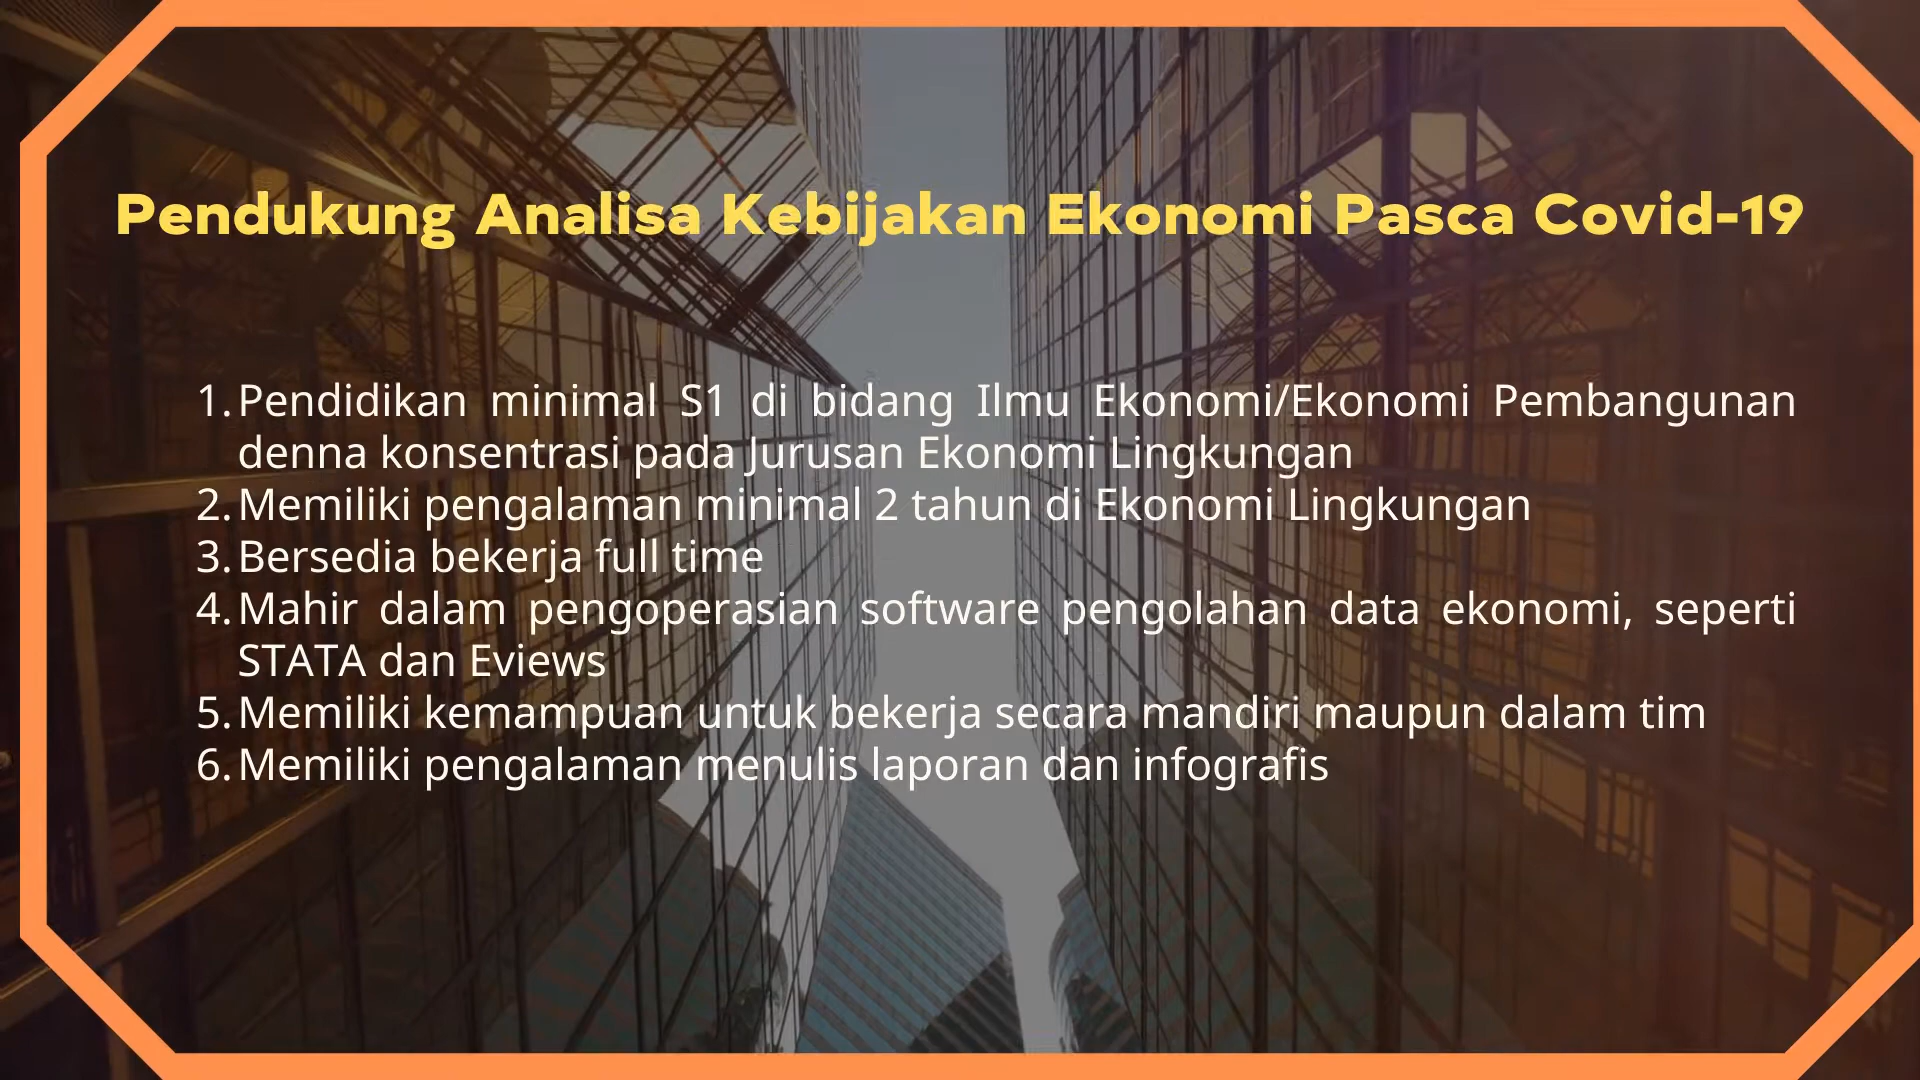 Pendukung Analisa Kebijakan Ekonomi Pasca Covid-19
1. Pendidikan minimal S1 di bidang Ilmu Ekonomi/Ekonomi Pembangunan
denna konsentrasi pada Jurusan Ekonomi Lingkungan
2. Memiliki pengalaman minimal 2 tahun di Ekonomi Lingkungan
3. Bersedia bekerja full time
4. Mahir dalam pengoperasian software pengolahan data ekonomi, seperti
STATA dan Eviews
5. Memiliki kemampuan untuk bekerja secara mandiri maupun dalam tim
6. Memiliki pengalaman menulis laporan dan infografis